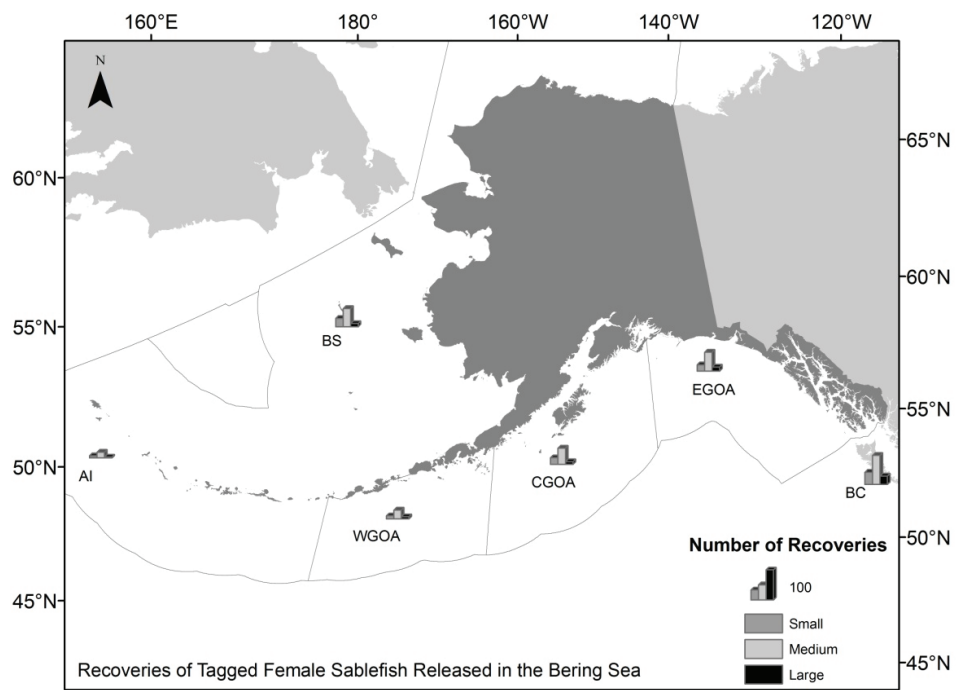 160°E 180° 160°W 140°W 120°W
N
65°N
60°N
60°N
55°N
BS
EGOA
55°N
50°N
AI
CGOA
BC
WGOA
50°N
Number of Recoveries
100
45°N
Small
Medium
45°N
Recoveries of Tagged Female Sablefish Released in the Bering Sea
Large